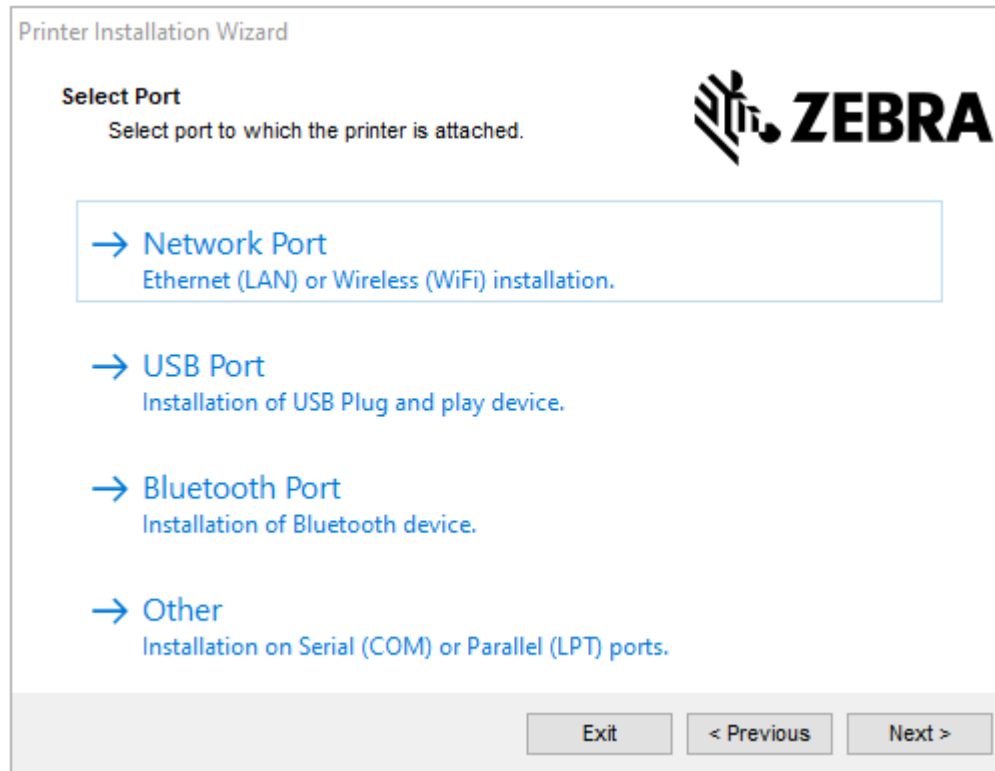 Printer Installation Wizard
Select Port
Select port to which the printer is attached.
ZEBRA
Network Port
Ethernet (LAN) or Wireless (WiFi) installation.
USB Port
Installation of USB Plug and play device.
Bluetooth Port
Installation of Bluetooth device.
Other
Installation on Serial (COM) or Parallel (LPT) ports.
Exit
< Previous
Next >